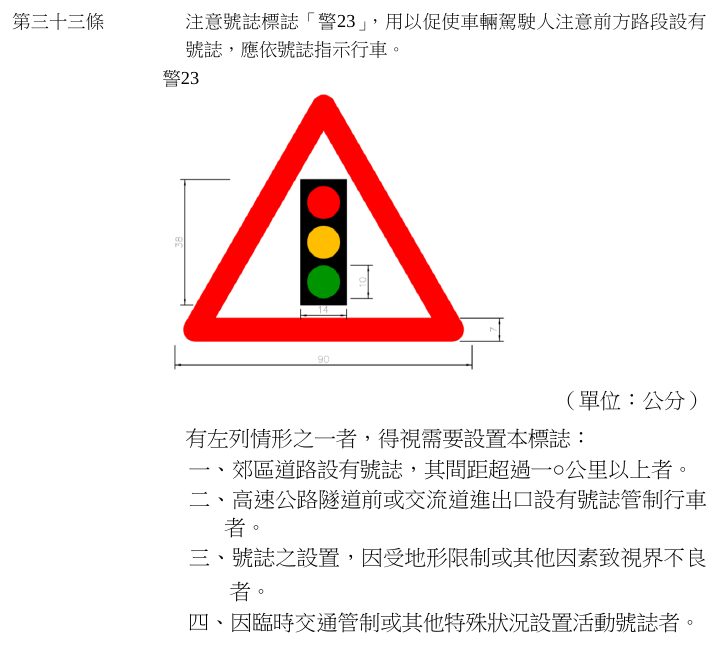 第三十三條 注意號誌標誌「警23」，用以促使車輛駕駛人注意前方路段設有
號誌，應依號誌指示行車。
警23
38
10
14
7
90
（單位：公分）
有左列情形之一者，得視需要設置本標誌：
一、郊區道路設有號誌，其間距超過一○公里以上者。
二、高速公路隧道前或交流道進出口設有號誌管制行車
者。
三、號誌之設置，因受地形限制或其他因素致視界不良
者。
四、因臨時交通管制或其他特殊狀況設置活動號誌者。